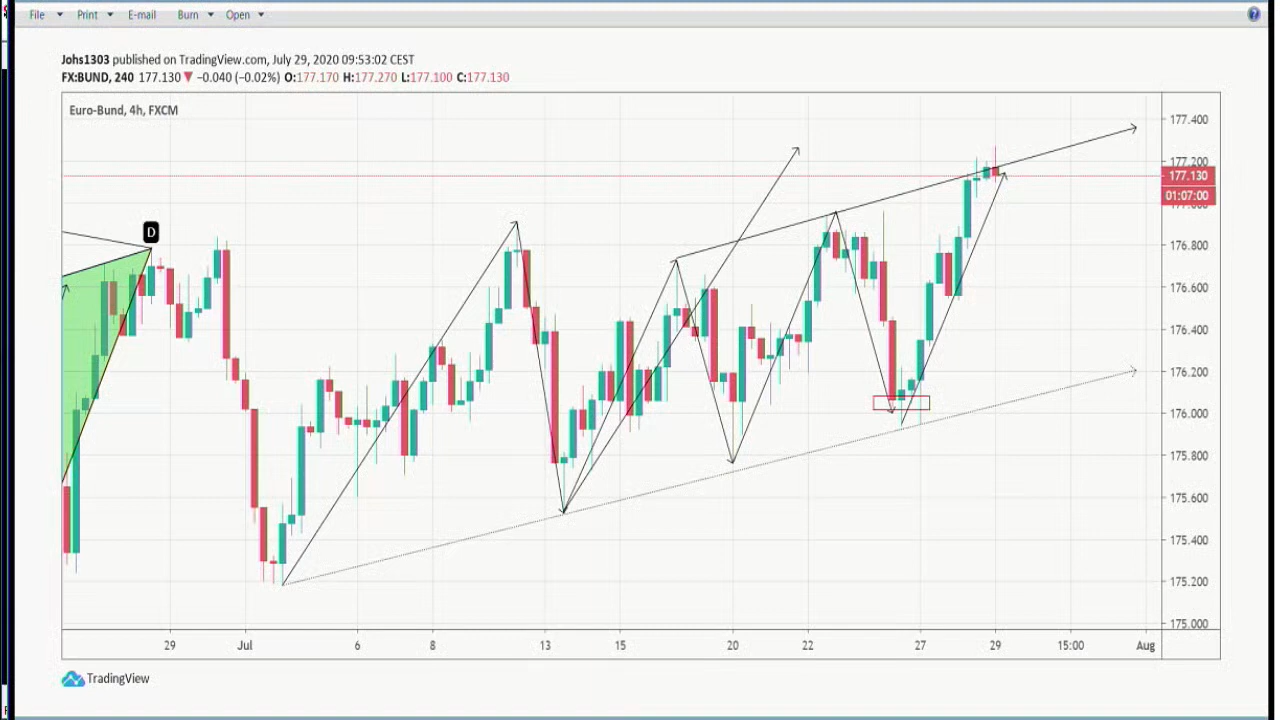 File Print E-mail Burn Open
Johs1303 published on TradingView.com, July 29, 2020 09:53:02 CEST
FX:BUND, 240 177.130 ▼ −0.040 (−0.02%) O:177.170 H:177.270 L:177.100 C:177.130
Euro-Bund, 4h, FXCM
177.400
177.200
177.130
01:07:00
177.000
D
176.800
176.600
176.400
176.200
176.000
175.800
175.600
175.400
175.200
175.000
29 Jul 6 8 13 15 20 22 27 29 15:00 Aug
TradingView